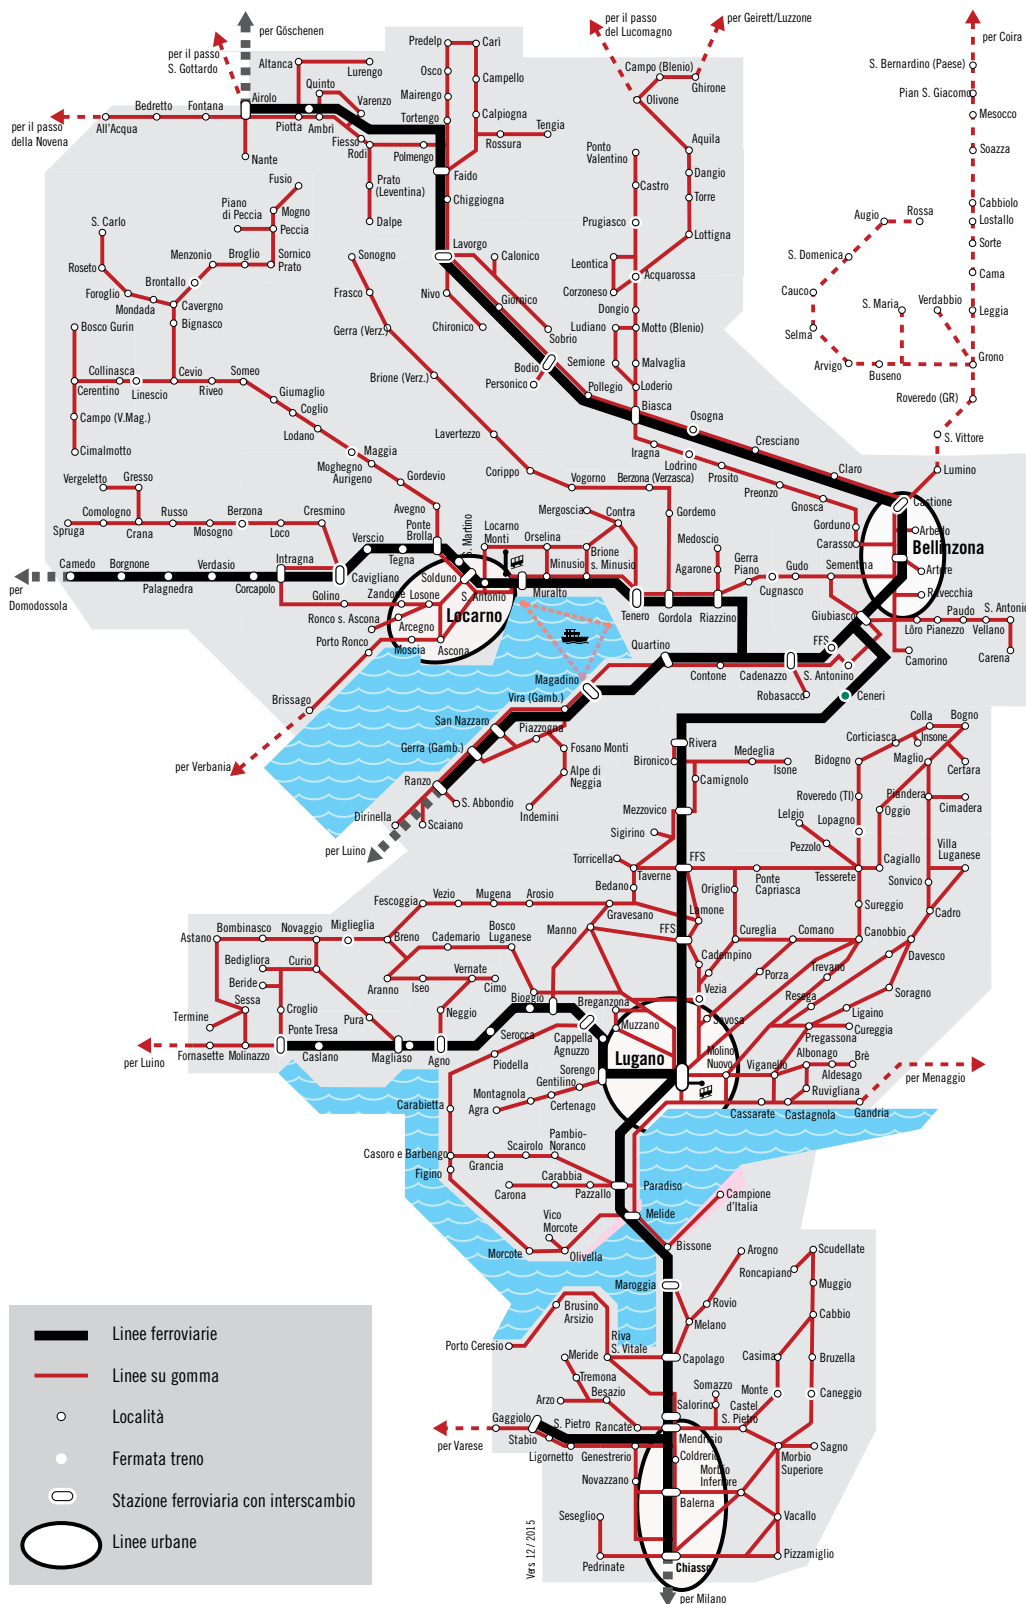 per Göschenen
per il passo
del Lucomagno
per Geirett/Luzzone
per Coira
per il passo
S. Gottardo
Altanca
Lurengo
Predelp
Carì
Campo (Blenio)
S. Bernardino (Paese)
Osco
Campello
Ghirone
Quinto
Varenzo
Mairengo
Olivone
Pian S. Giacomo
Bedretto
Fontana
Airolo
per il passo
della Novena
All'Acqua
Piotta
Ambrì
Tortengo
Calpiogna
Tengia
Mesocco
Fiesso
Rodi
Polmengo
Rossura
Aquila
Ponto
Valentino
Soazza
Nante
Faido
Dangio
Fusio
Prato
(Leventina)
Castro
Torre
Piano
di Peccia
Mogno
Chiggiogna
Cabbiolo
Peccia
Dalpe
Prugiasco
Augio
Rossa
Lostallo
S. Carlo
Lottigna
Sorte
Menzonio
Broglio
Sornico
Prato
Sonogno
Lavorgo
Calonico
Leontica
S. Domenica
Roseto
Brontallo
Acquarossa
Cama
Foroglio
Frasco
Nivo
Giornico
Corzoneso
Cauco
S. Maria
Verdabbio
Mondada
Cavergno
Dongio
Leggia
Bosco Gurin
Bignasco
Gerra (Verz.)
Chironico
Sobrio
Ludiano
Motto (Blenio)
Selma
Collinasca
Cevio
Someo
Brione (Verz.)
Bodio
Semione
Malvaglia
Arvigo
Buseno
Grono
Cerentino
Linescio
Riveo
Giumaglio
Personico
Pollegio
Loderio
Campo (V.Mag.)
Coglio
Biasca
Osogna
Roveredo (GR)
Lodano
Lavertezzo
Cimalmotto
Maggia
Iragna
Cresciano
S. Vittore
Moghegno
Aurigeno
Lodrino
Prosito
Claro
Lumino
Vergeletto
Gresso
Gordevio
Corippo
Preonzo
Vogorno
Berzona (Verzasca)
Gnosca
Castione
Comologno
Russo
Berzona
Cresmino
Avegno
Mergoscia
Contra
Gordemo
Gorduno
Arbedo
Spruga
Crana
Mosogno
Loco
Ponte
Brolla
S. Martino
Locarno
Monti
Orselina
Medoscio
Carasso
Bellinzona
Verscio
Intragna
Tegna
Brione
s. Minusio
Gerra
Piano
Artore
Camedo
Borgnone
Verdasio
Cavigliano
Solduno
Minusio
Agarone
Gudo
Sementina
per
Domodossola
Palagnedra
Corcapolo
S. Antonio
Muralto
Cugnasco
Ravecchia
Golino
Zandone
Losone
Locarno
Tenero
Gordola
Riazzino
Giubiasco
Paudo
S. Antonio
Ronco s. Ascona
Arcegno
Lôro
Pianezzo
Vellano
Porto Ronco
Moscia
Ascona
Quartino
FFS
Camorino
Carena
Magadino
Contone
Cadenazzo
S. Antonino
Brissago
Vira (Gamb.)
Robasacco
Ceneri
San Nazzaro
Piazzogna
Colla
Bogno
per Verbania
Gerra (Gamb.)
Fosano Monti
Rivera
Corticiasca
Insone
Bironico
Medeglia
Isone
Bidogno
Maglio
Certara
Ranzo
Alpe di
Neggia
Camignolo
S. Abbondio
Indemini
Mezzovico
Roveredo (TI)
Piandera
Cimadera
Dirinella
Scaiano
Lelgio
Lopagno
Oggio
Sigirino
Pezzolo
per Luino
Torricella
FFS
Villa
Luganese
Taverne
Ponte
Capriasca
Tesserete
Cagiallo
Bedano
Origlio
Sonvico
Fescoggia
Vezio
Mugena
Arosio
Gravesano
Sureggio
Lamone
Cadro
Miglieglia
Astano
Bombinasco
Novaggio
Breno
Cademario
Bosco
Luganese
Manno
FFS
Cureglia
Comano
Canobbio
Cadempino
Davesco
Bedigliora
Curio
Porza
Trevano
Beride
Aranno
Iseo
Vernate
Cimo
Bioggio
Breganzona
Vezia
Soragno
Sessa
Croglio
Resega
Ligaino
Termine
Pura
Neggio
Muzzano
Savosa
Cureggia
Ponte Tresa
Serocca
Cappella
Agnuzzo
Lugano
Molino
Nuovo
Pregassona
per Luino
Fornasette
Molinazzo
Caslano
Magliaso
Agno
Viganello
Albonago
Brè
Piodella
Sorengo
Aldesago
per Menaggio
Gentilino
Ruvigliana
Montagnola
Carabietta
Agra
Certenago
Cassarate
Castagnola
Gandria
Pambio-
Noranco
Casoro e Barbengo
Scairolo
Grancia
Figino
Carabbia
Paradiso
Campione
d'Italia
Carona
Pazzallo
Vico
Morcote
Melide
Morcote
Olivella
Bissone
Arogno
Scudellate
Roncapiano
Maroggia
Muggio
Brusino
Arsizio
Rovio
Cabbio
Linee ferroviarie
Riva
S. Vitale
Melano
Porto Ceresio
Meride
Capolago
Casima
Bruzella
Linee su gomma
Tremona
Somazzo
Arzo
Besazio
Salorino
Monte
Caneggio
Località
Castel
S. Pietro
Gaggiolo
S. Pietro
Rancate
Mendrisio
per Varese
Stabio
Sagno
Fermata treno
Ligornetto
Genestrerio
Coldrerio
Morbio
Superiore
Novazzano
Morbio
Inferiore
Stazione ferroviaria con interscambio
Balerna
Seseglio
Vacallo
Linee urbane
Vers 12 / 2015
Pedrinate
Chiasso
Pizzamiglio
per Milano